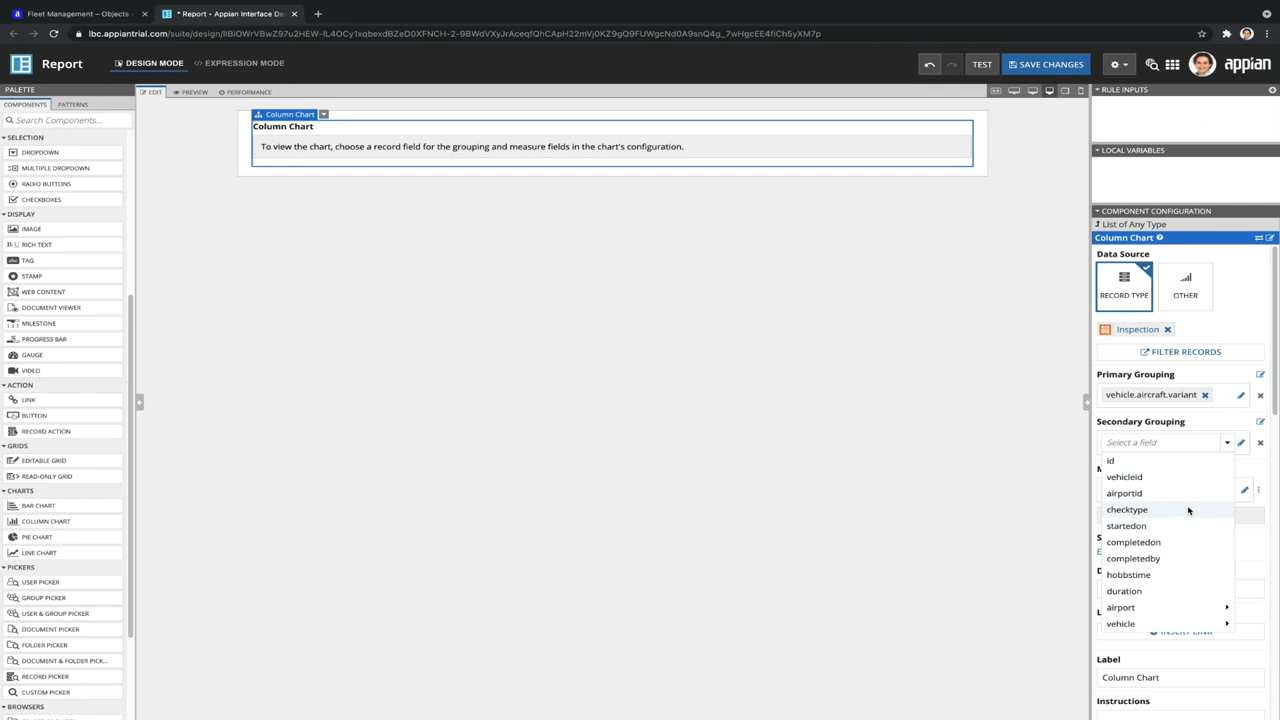 Fleet Management – Objects -
* Report • Appian Interface De
lbc.appiantrial.com/suite/design/
Report
DESIGN MODE
</> EXPRESSION MODE
TEST
SAVE CHANGES
appian
PALETTE
COMPONENTS
PATTERNS
Search Components...
SELECTION
DROPDOWN
MULTIPLE DROPDOWN
RADIO BUTTONS
CHECKBOXES
DISPLAY
IMAGE
RICH TEXT
TAG
STAMP
WEB CONTENT
DOCUMENT VIEWER
MILESTONE
PROGRESS BAR
GAUGE
VIDEO
ACTION
LINK
BUTTON
RECORD ACTION
GRIDS
EDITABLE GRID
READ-ONLY GRID
CHARTS
BAR CHART
COLUMN CHART
PIE CHART
LINE CHART
PICKERS
USER PICKER
GROUP PICKER
USER & GROUP PICKER
DOCUMENT PICKER
FOLDER PICKER
DOCUMENT & FOLDER PICK...
RECORD PICKER
CUSTOM PICKER
BROWSERS
EDIT
PREVIEW
PERFORMANCE
Column Chart
Column Chart
To view the chart, choose a record field for the grouping and measure fields in the chart's configuration.
RULE INPUTS
LOCAL VARIABLES
COMPONENT CONFIGURATION
List of Any Type
Column Chart
Data Source
RECORD TYPE
OTHER
Inspection
FILTER RECORDS
Primary Grouping
vehicle.aircraft.variant
Secondary Grouping
Select a field
id
vehicleid
airportid
checktype
startedon
completedon
completedby
hobbstime
duration
airport
vehicle
Label
Column Chart
Instructions